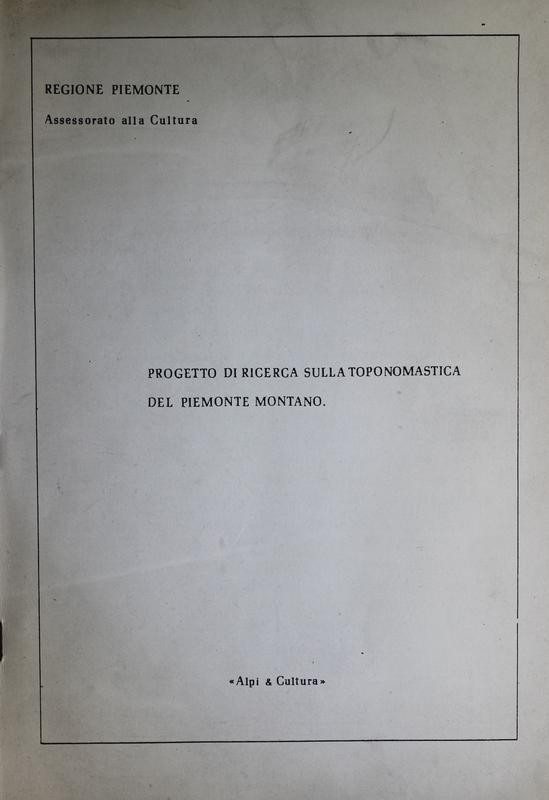 REGIONE PIEMONTE
Assessorato alla Cultura
PROGETTO DI RICERCA SULLA TOPONOMASTICA
DEL PIEMONTE MONTANO.
«Alpi & Cultura»